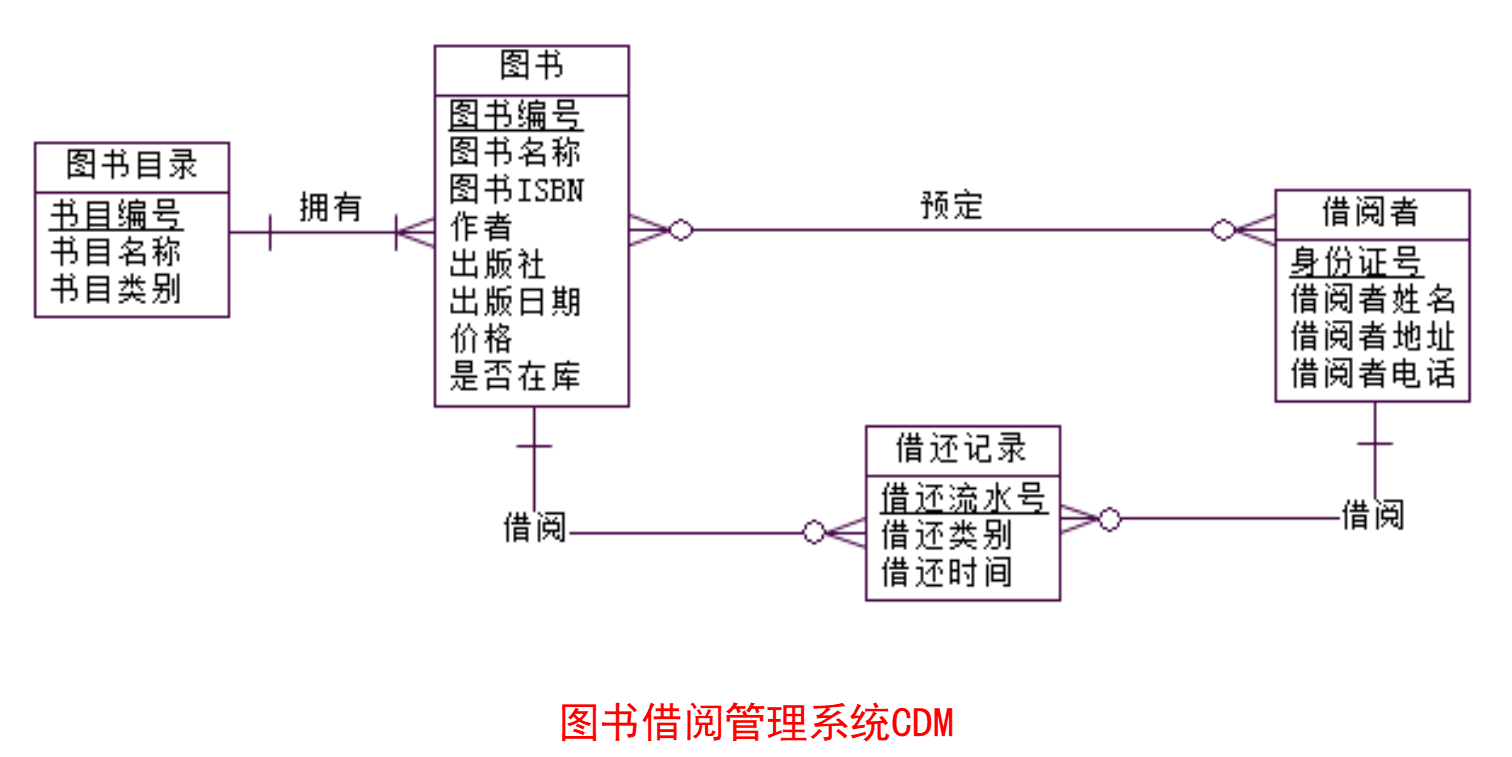 图书目录
书目编号
书目名称
书目类别
拥有
图书
图书编号
图书名称
图书ISBN
作者
出版社
出版日期
价格
是否在库
预定
借阅者
身份证号
借阅者姓名
借阅者地址
借阅者电话
借阅
借还记录
借还流水号
借还类别
借还时间
借阅
图书借阅管理系统CDM